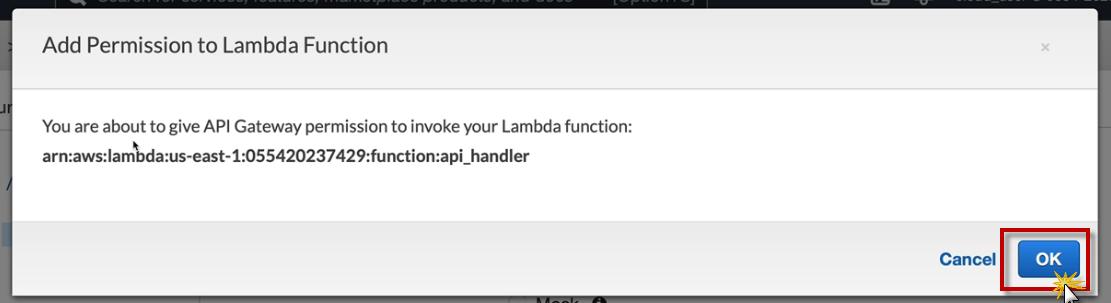 Add Permission to Lambda Function
×
You are about to give API Gateway permission to invoke your Lambda function:
arn:aws:lambda:us-east-1:055420237429:function:api_handler
Cancel OK